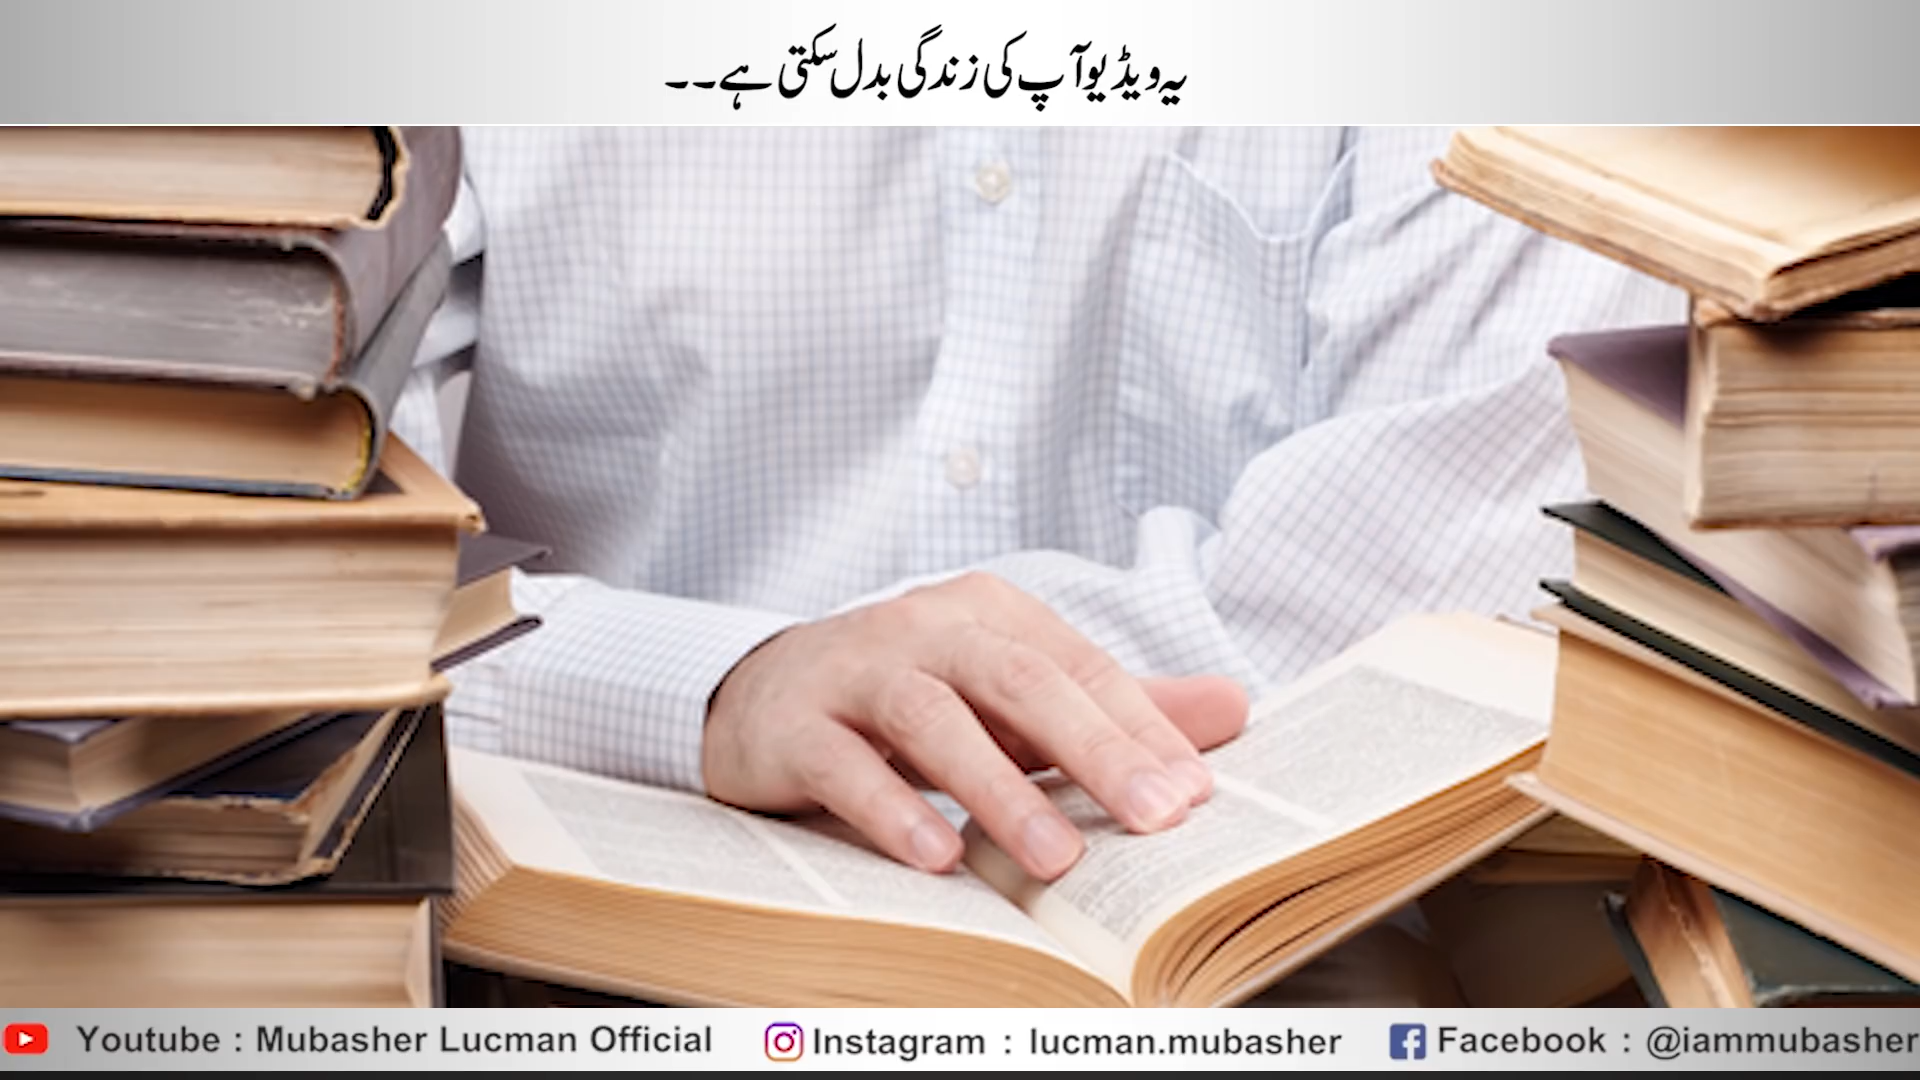 یہ ویڈیو آپ کی زندگی بدل سکتی ہے۔۔
Youtube : Mubasher Lucman Official Instagram : lucman.mubasher Facebook : @iammubasher